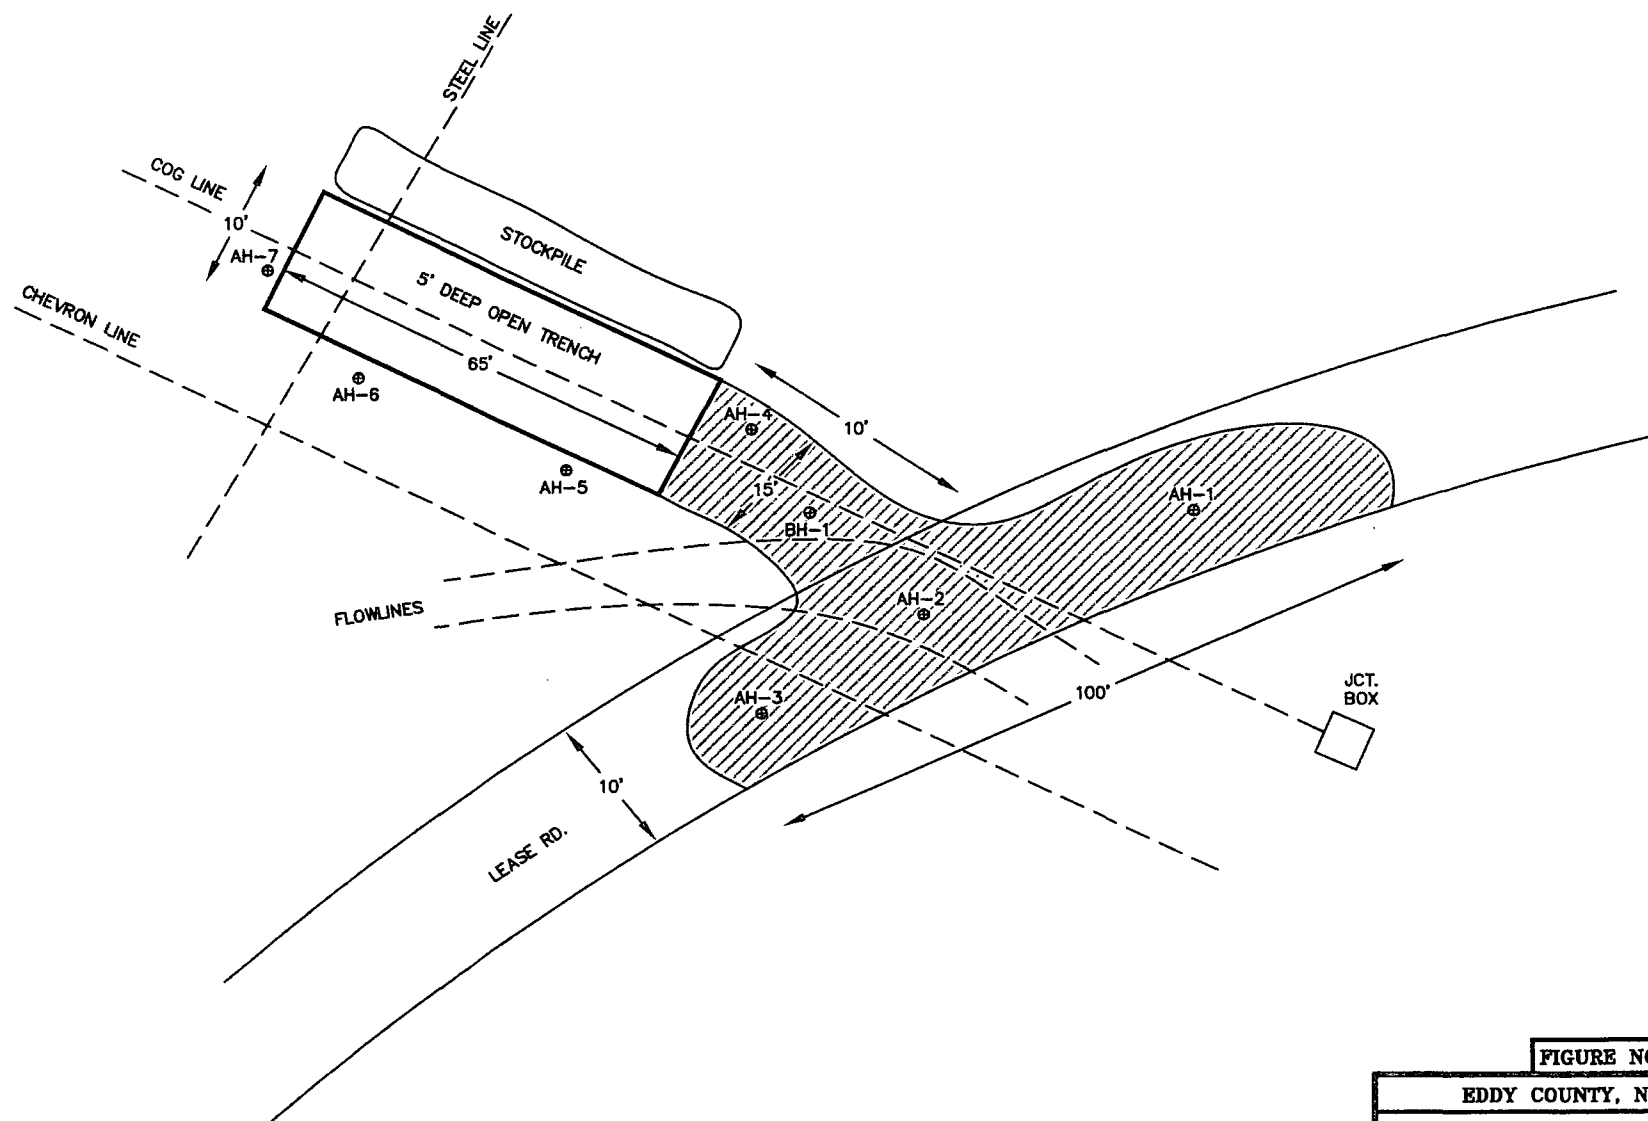 STEEL LINE
COG LINE
10'
AH-7
STOCKPILE
5' DEEP OPEN TRENCH
CHEVRON LINE
65'
AH-6
AH-4
10'
AH-5
15'
AH-1
BH-1
AH-2
FLOWLINES
AH-3
100'
JCT.
BOX
10'
LEASE RD.
FIGURE
EDDY COUNTY,